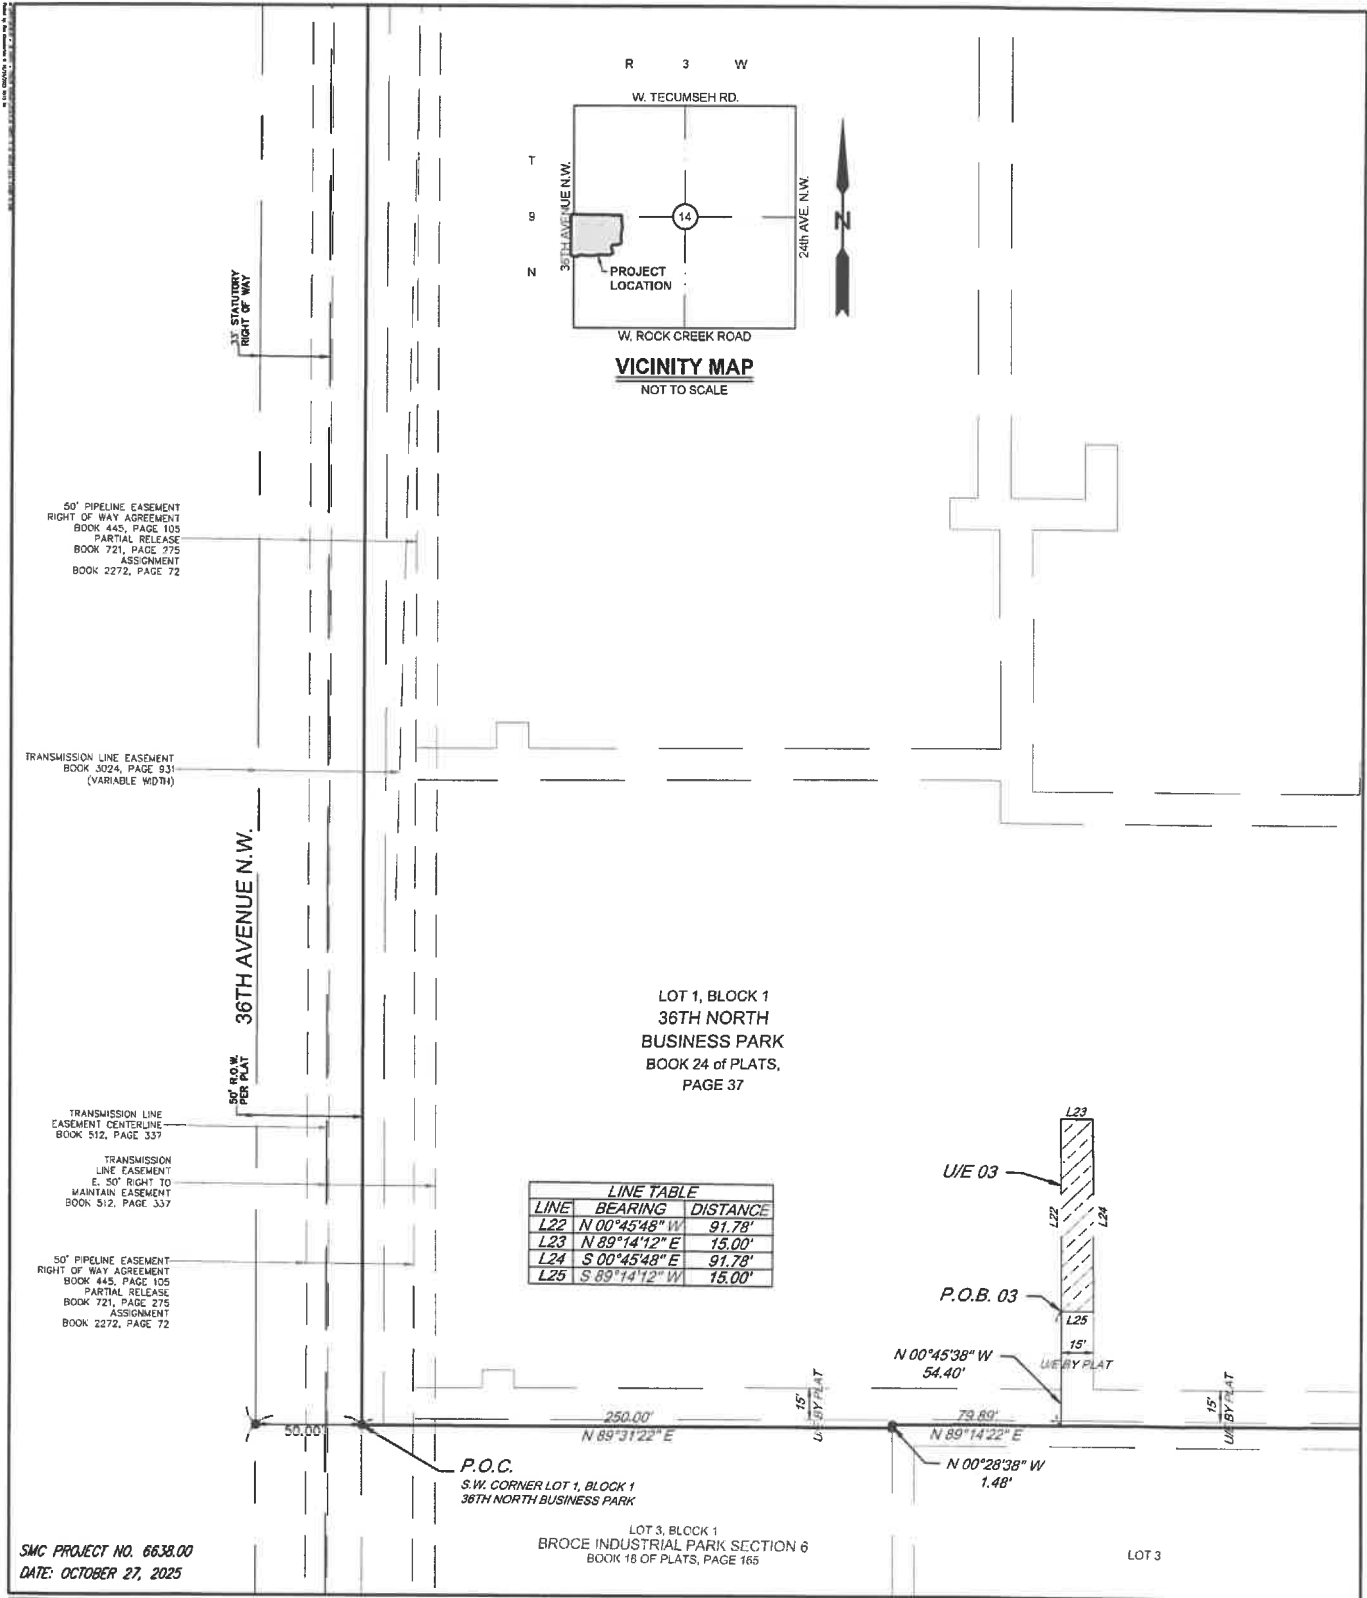 R 3 W
W. TECUMSEH RD.
T
9
N
36TH AVENUE N.W.
24th AVE. N.W.
14
N
PROJECT
LOCATION
W. ROCK CREEK ROAD
VICINITY MAP
NOT TO SCALE
33' STATUTORY
RIGHT OF WAY
50' PIPELINE EASEMENT
RIGHT OF WAY AGREEMENT
BOOK 445, PAGE 105
PARTIAL RELEASE
BOOK 721, PAGE 275
ASSIGNMENT
BOOK 2272, PAGE 72
TRANSMISSION LINE EASEMENT
BOOK 3024, PAGE 931
(VARIABLE WIDTH)
36TH AVENUE N.W.
50' R.O.W.
PER PLAT
LOT 1, BLOCK 1
36TH NORTH
BUSINESS PARK
BOOK 24 of PLATS,
PAGE 37
TRANSMISSION LINE
EASEMENT CENTERLINE
BOOK 512, PAGE 337
TRANSMISSION
LINE EASEMENT
E. 50' RIGHT TO
MAINTAIN EASEMENT
BOOK 512, PAGE 337
50' PIPELINE EASEMENT
RIGHT OF WAY AGREEMENT
BOOK 445, PAGE 105
PARTIAL RELEASE
BOOK 721, PAGE 275
ASSIGNMENT
BOOK 2272, PAGE 72
LINE TABLE
LINE BEARING DISTANCE
L22 N 00°45'48" W 91.78'
L23 N 89°14'12" E 15.00'
L24 S 00°45'48" E 91.78'
L25 S 89°14'12" W 15.00'
L23
U/E 03
L22
L24
P.O.B. 03
L25
15'
U/E BY PLAT
N 00°45'38" W
54.40'
15'
U/E BY PLAT
15'
U/E BY PLAT
50.00'
250.00'
N 89°31'22" E
79.89'
N 89°14'22" E
N 00°28'38" W
1.48'
P.O.C.
S.W. CORNER LOT 1, BLOCK 1
36TH NORTH BUSINESS PARK
LOT 3, BLOCK 1
BROCE INDUSTRIAL PARK SECTION 6
BOOK 18 OF PLATS, PAGE 165
LOT 3
SMC PROJECT NO. 6638.00
DATE: OCTOBER 27, 2025